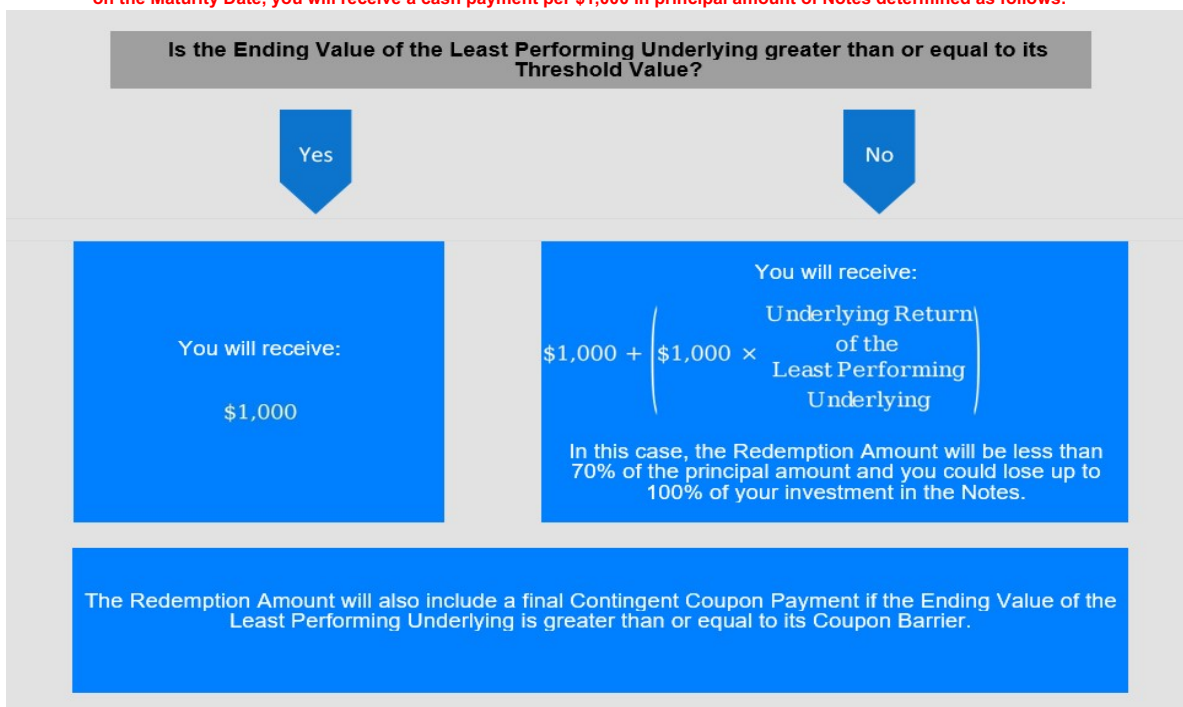 on the Maturity Date, you will receive a cash payment per $1,000 in principal amount of Notes determined as follows:
Is the Ending Value of the Least Performing Underlying greater than or equal to its
Threshold Value?
Yes
No
You will receive:
$1,000
You will receive:
$1,000 + ($1,000 × Underlying Return
of the
Least Performing
Underlying)
In this case, the Redemption Amount will be less than
70% of the principal amount and you could lose up to
100% of your investment in the Notes.
The Redemption Amount will also include a final Contingent Coupon Payment if the Ending Value of the
Least Performing Underlying is greater than or equal to its Coupon Barrier.